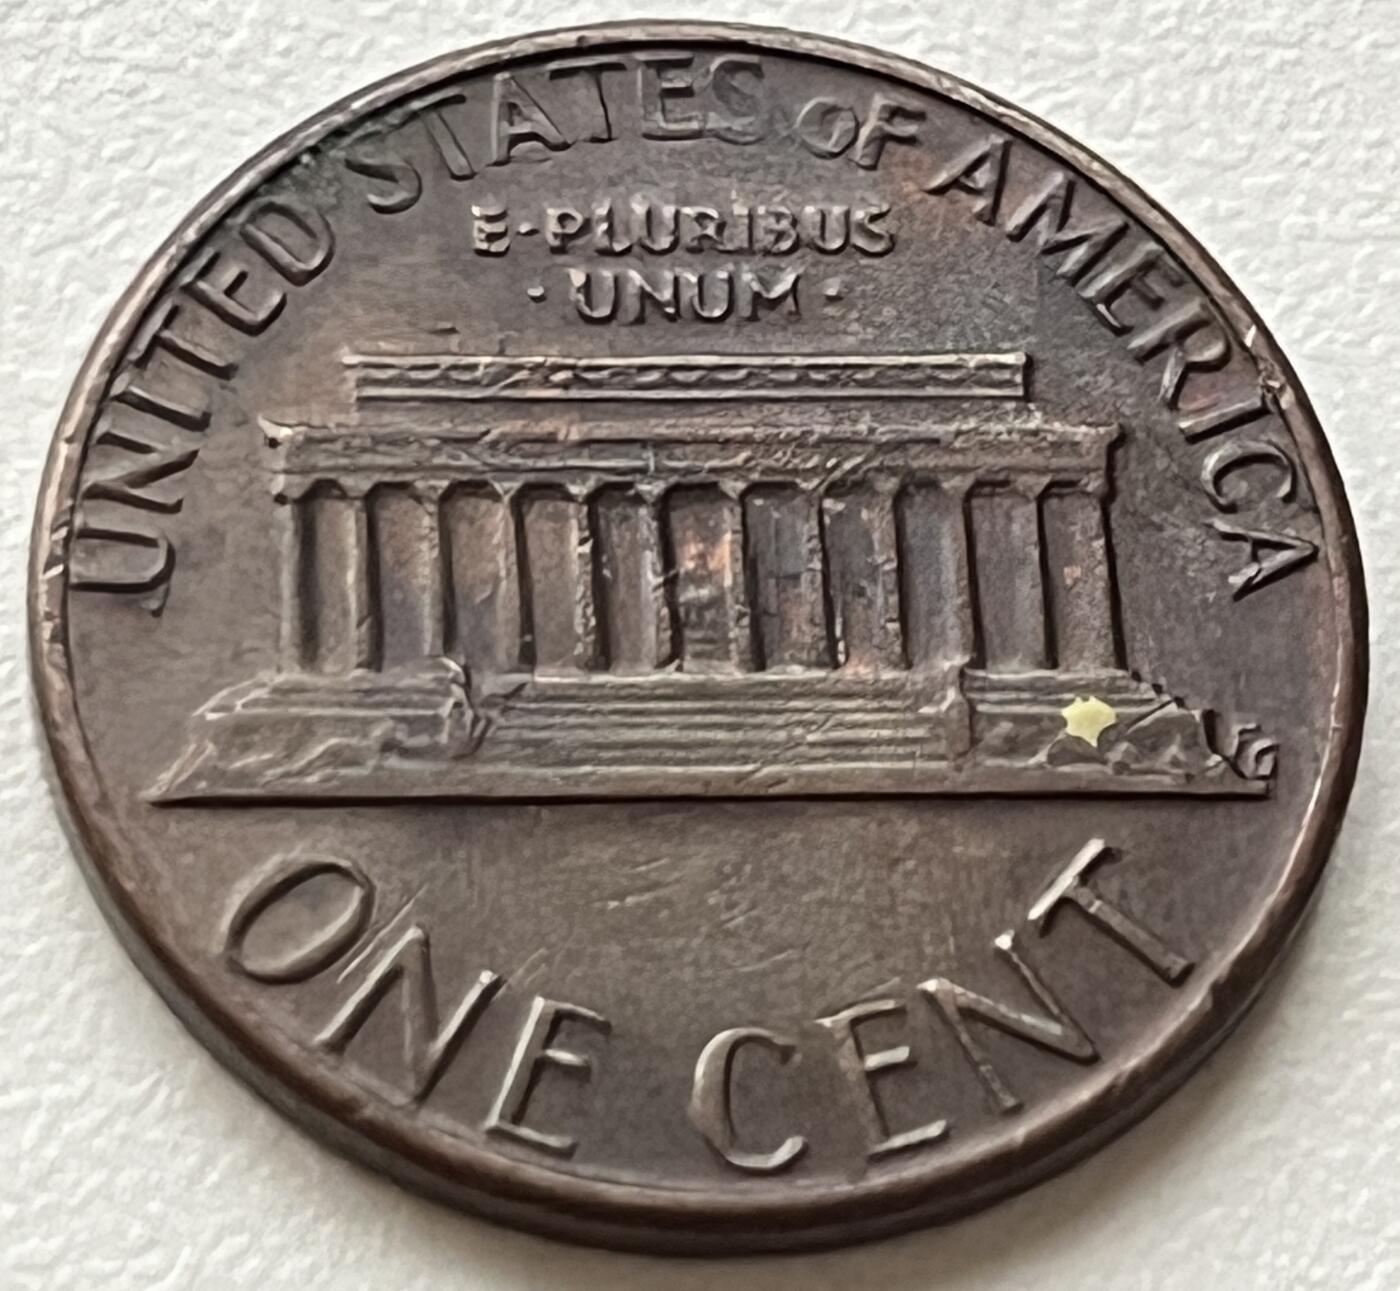 UNITED STATES OF AMERICA
E·PLURIBUS
·UNUM·
ONE CENT